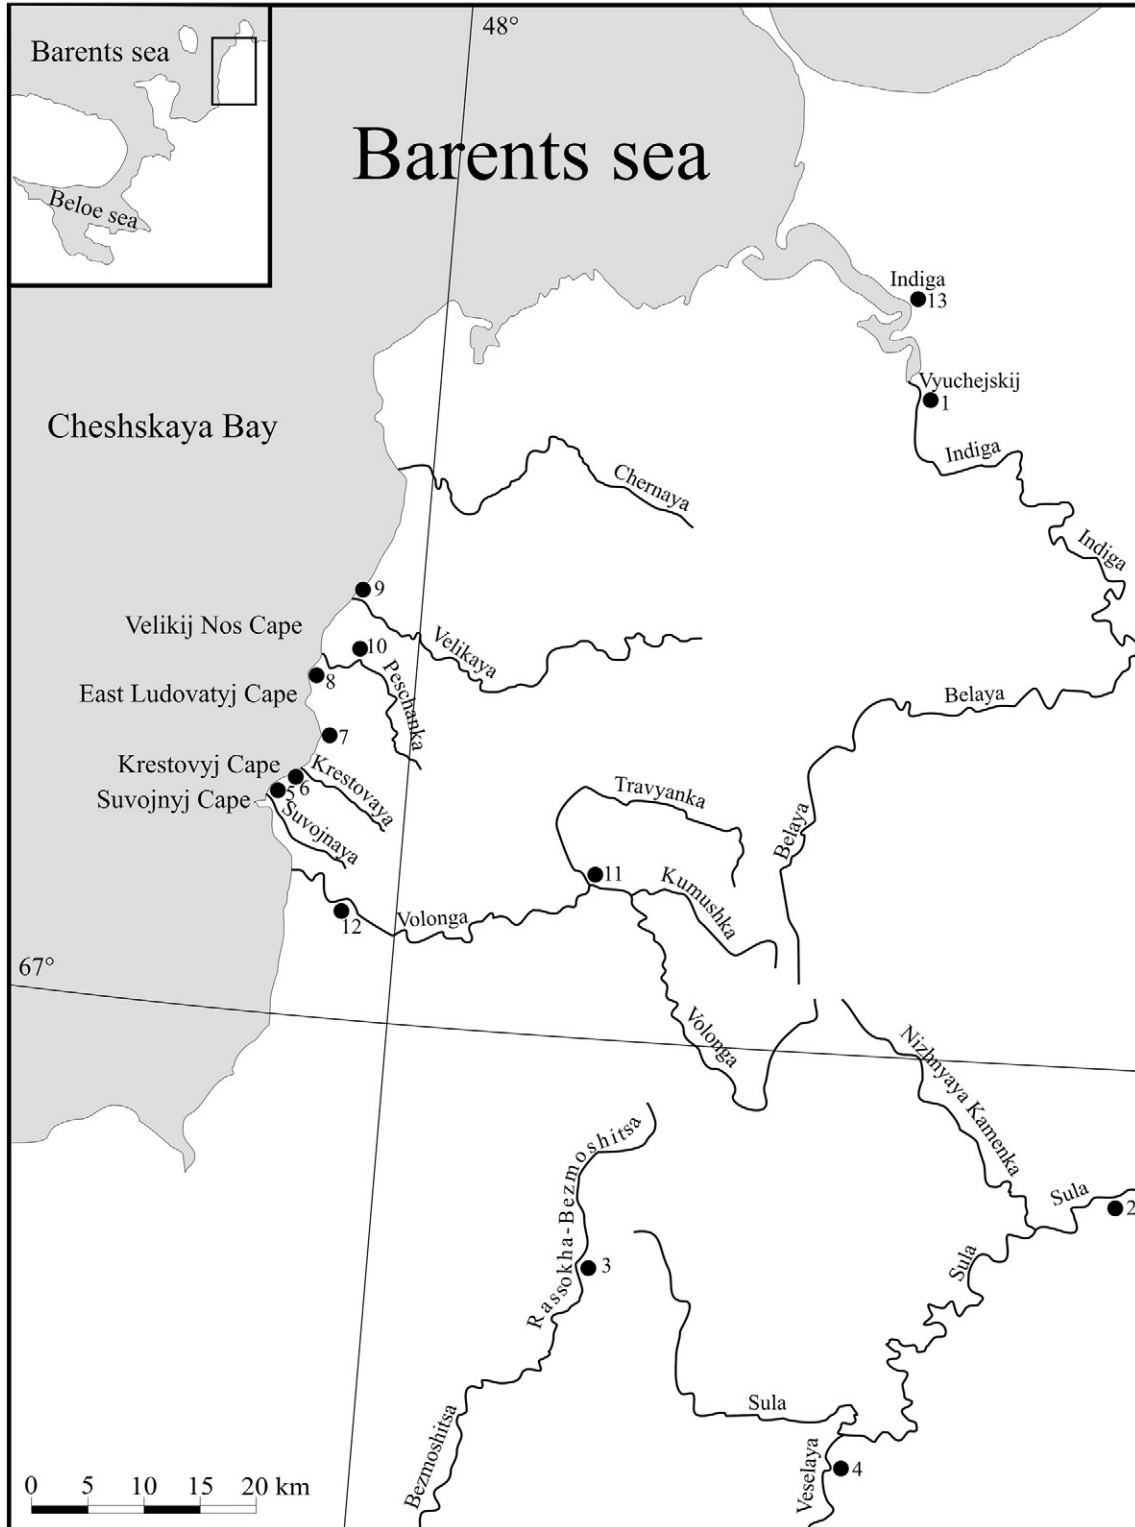 48°
Barents sea
Beloe sea
Barents sea
Indiga
13
Vyuchejskij
1
Cheshskaya Bay
Indiga
Chernaya
Indiga
9
Velikij Nos Cape
Velikaya
10
Peschanka
8
East Ludovatyj Cape
Belaya
7
Krestovyj Cape
Krestovaya
6
5
Suvojnyj Cape
Suvojnaya
Travyanka
Belaya
11
Kumushka
12
Volonga
67°
Volonga
Nizhnyaya Kamenka
Rassokha-Bezmoshitsa
Sula
2
Sula
3
Sula
Bezmoshitsa
Veselaya
4
0 5 10 15 20 km